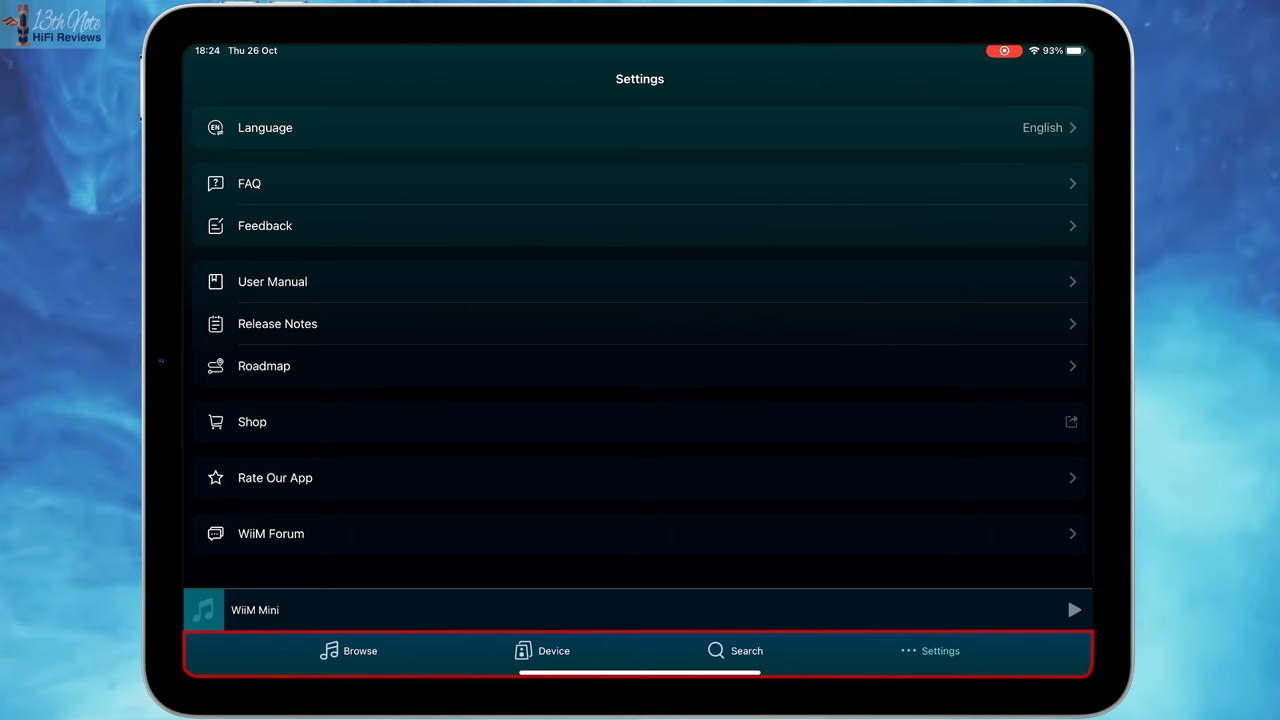 13th Note
HiFi Reviews
18:24 Thu 26 Oct
93%
Settings
EN
Language English
FAQ
Feedback
User Manual
Release Notes
Roadmap
Shop
Rate Our App
WiiM Forum
WiiM Mini
Browse Device Search Settings